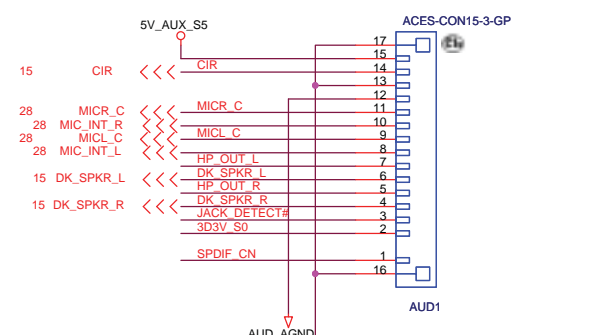 ACES-CON15-3-GP
5V_AUX_S5
17
15
15 CIR CIR 14
13
12
28 MICR_C MICR_C 11
28 MIC_INT_R 10
28 MICL_C MICL_C 9
28 MIC_INT_L 8
HP_OUT_L 7
15 DK_SPKR_L DK_SPKR_L 6
HP_OUT_R 5
15 DK_SPKR_R DK_SPKR_R 4
JACK_DETECT# 3
3D3V_S0 2
SPDIF_CN 1
16
AUD1
AUD_AGND